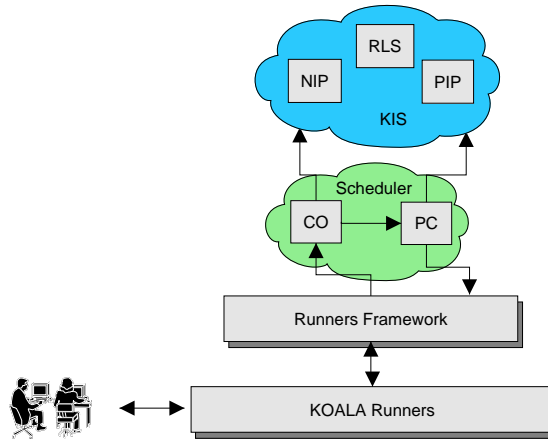 RLS
NIP
PIP
KIS
Scheduler
CO
PC
Runners Framework
KOALA Runners